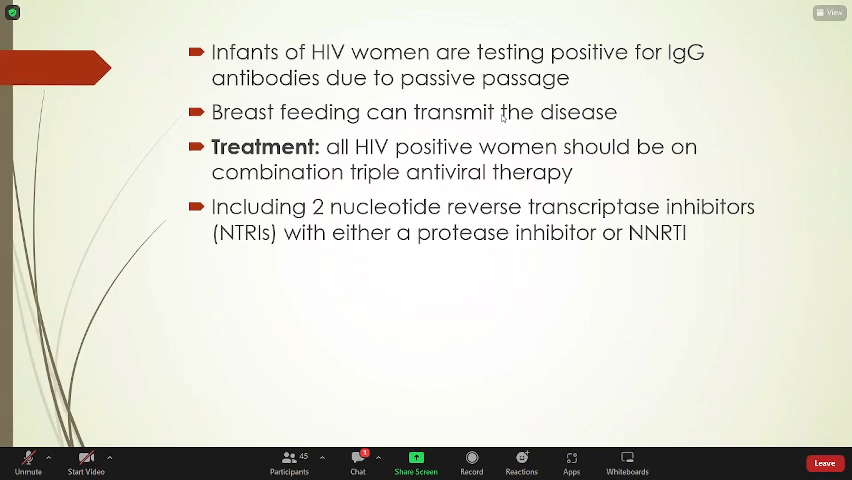 View
Infants of HIV women are testing positive for IgG
antibodies due to passive passage
Breast feeding can transmit the disease
Treatment: all HIV positive women should be on
combination triple antiviral therapy
Including 2 nucleotide reverse transcriptase inhibitors
(NTRIs) with either a protease inhibitor or NNRTI
45
1
Unmute
Start Video
Participants
Chat
Share Screen
Record
Reactions
Apps
Whiteboards
Leave